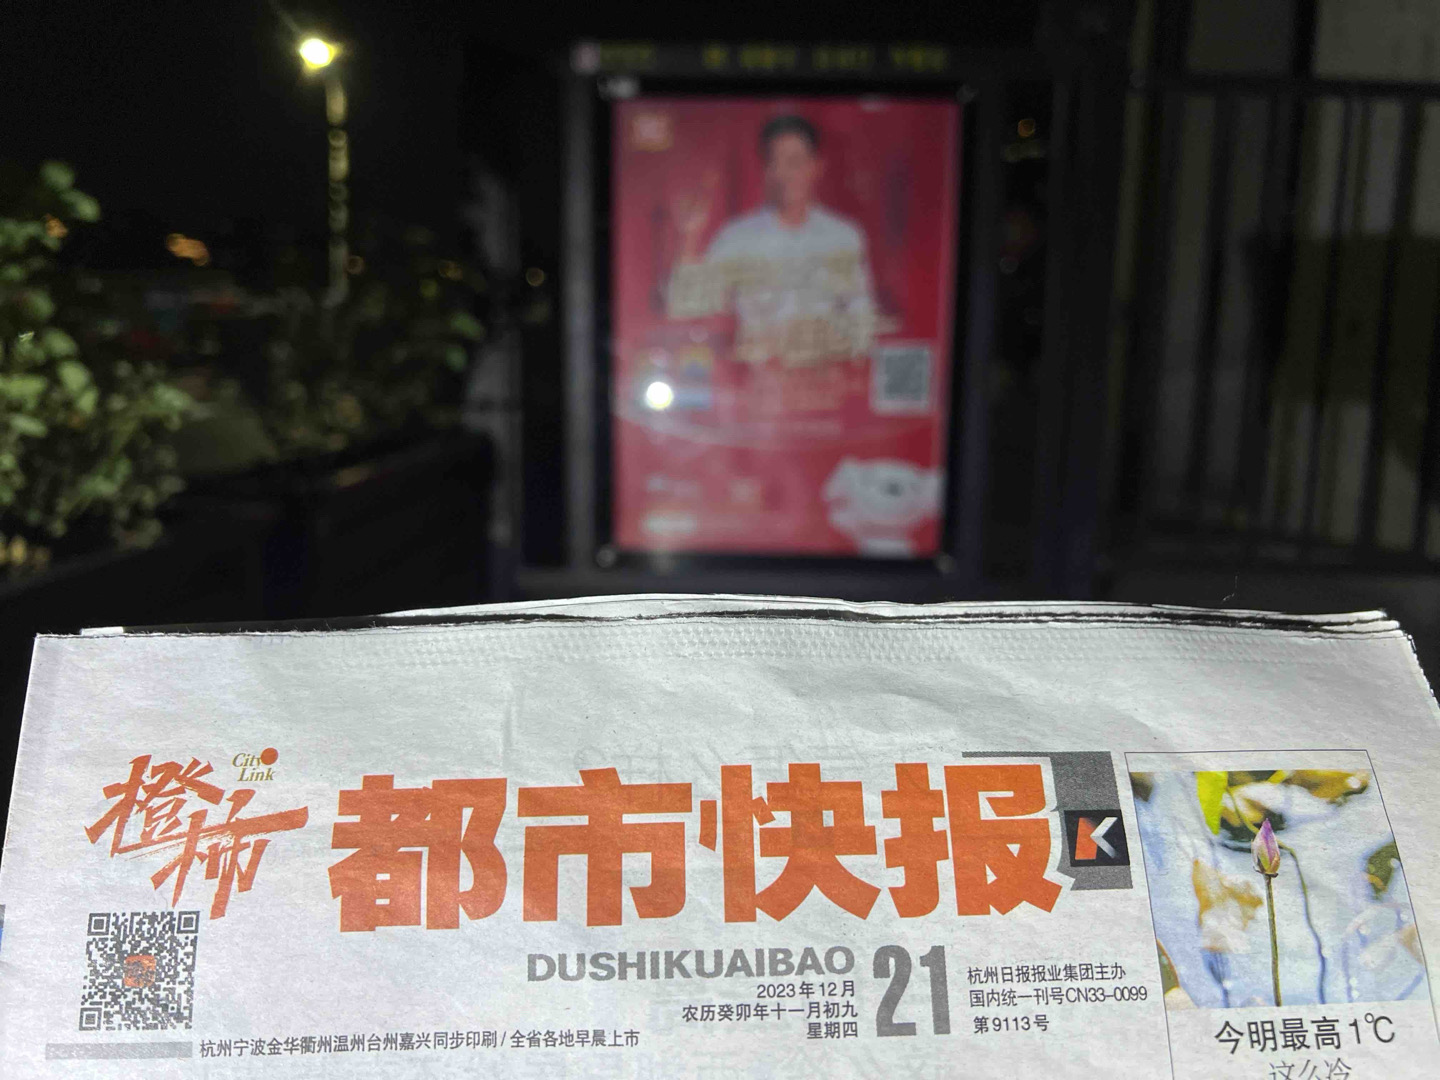 橙柿
City
Link
都市快报
K
DUSHIKUAIBAO
2023年12月
农历癸卯年十一月初九
星期四
21
杭州日报报业集团主办
国内统一刊号CN33-0099
第9113号
杭州宁波金华衢州温州台州嘉兴同步印刷/全省各地早晨上市
今明最高1℃
这么冷